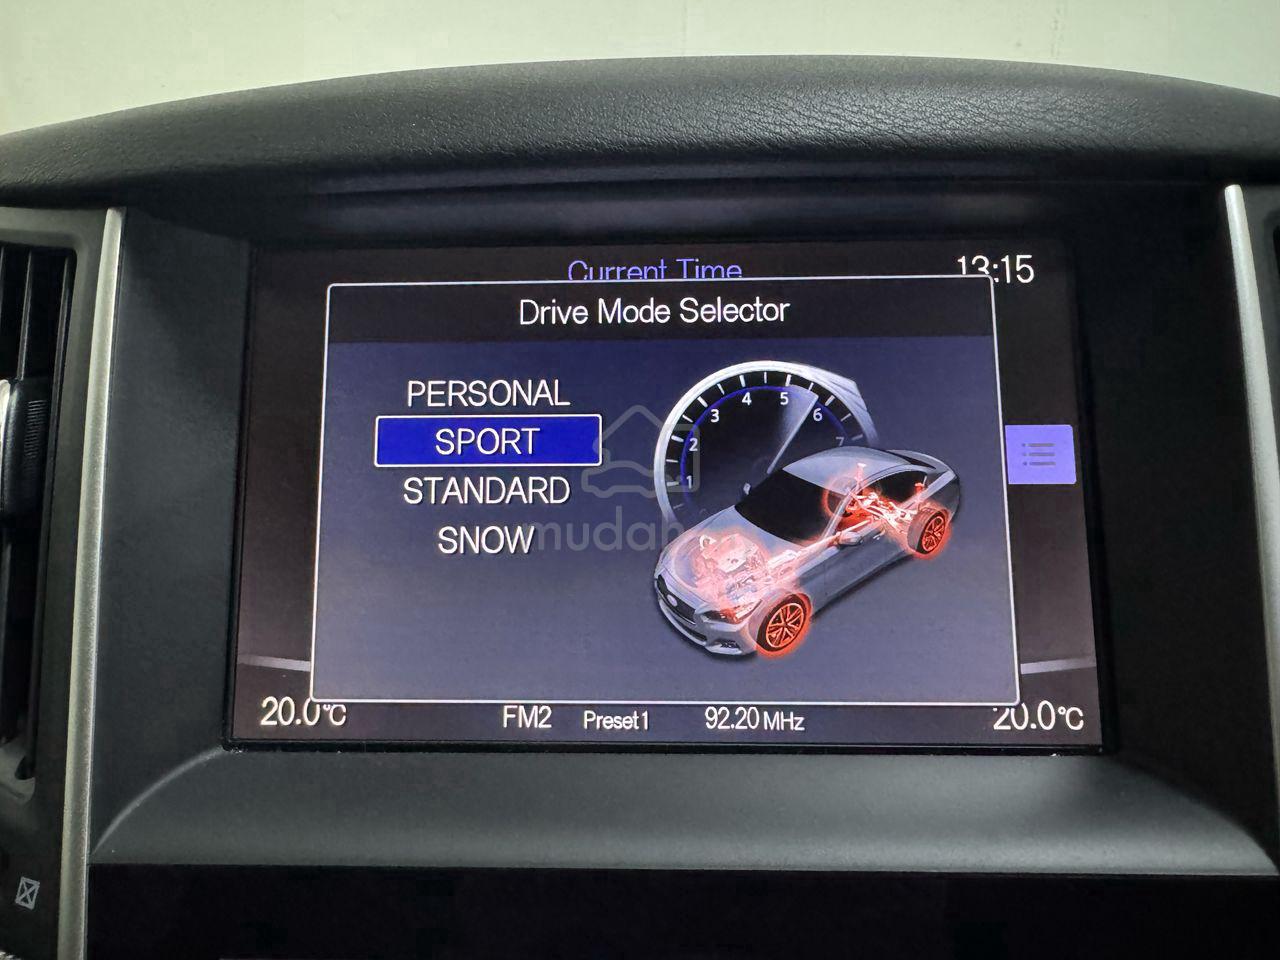 Current Time
13:15
Drive Mode Selector
PERSONAL
SPORT
STANDARD
SNOW
1
2
3
4
5
6
7
mudah
20.0°C
FM2
Preset1
92.20 MHz
20.0°C